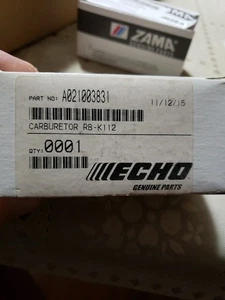 ZAMA
PART NO: A021003831
11/12/15
CARBURETOR RB-K112
QTY: 0001
ECHO
GENUINE PARTS